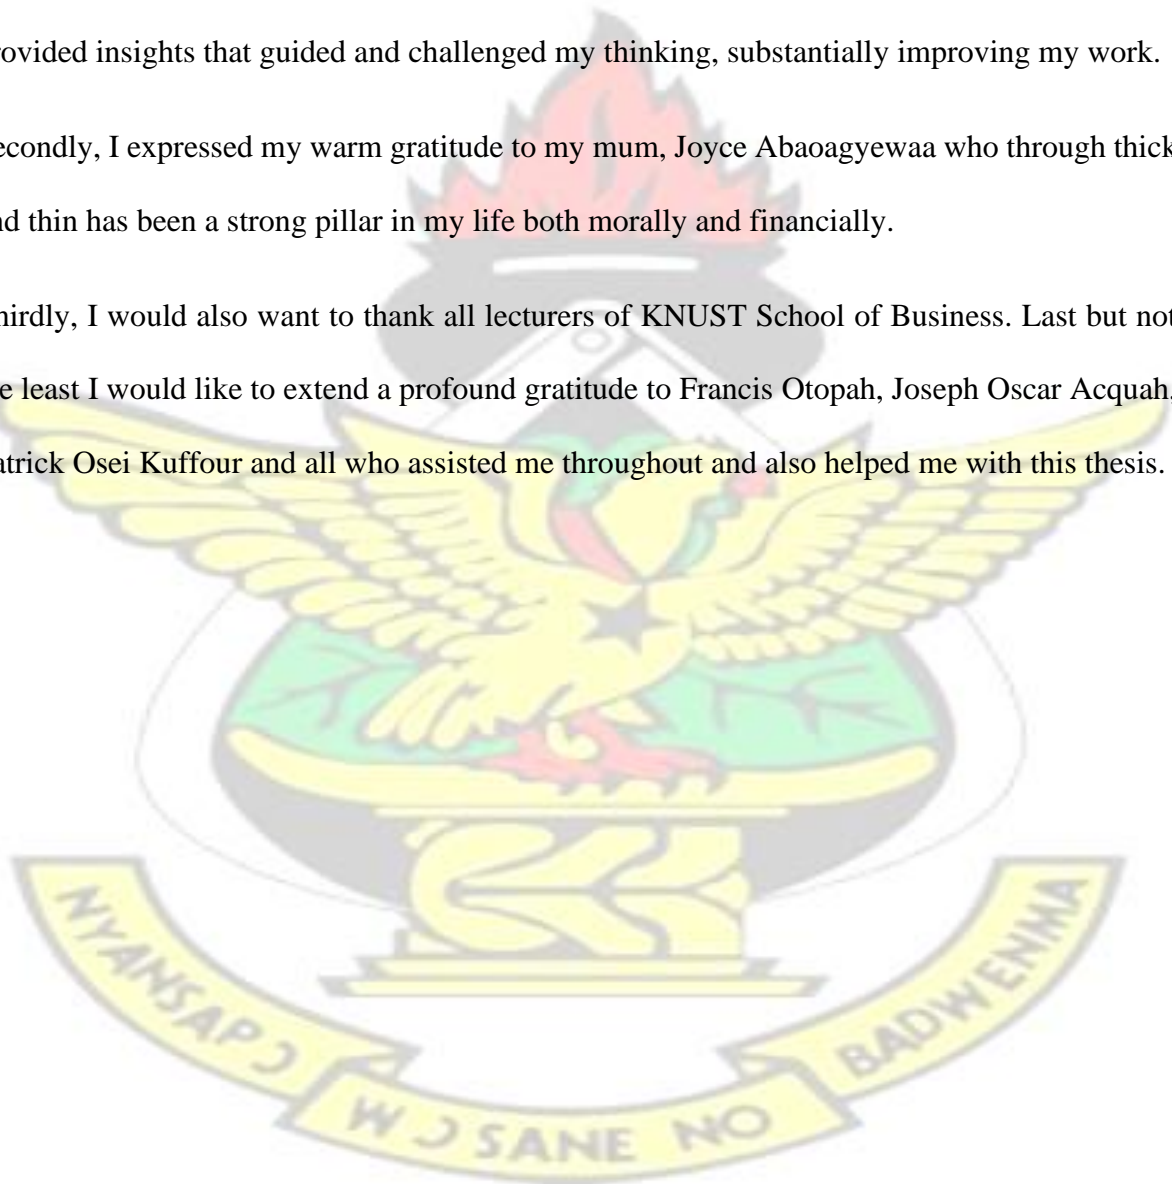 rovided insights that guided and challenged my thinking, substantially improving my work.
econdly, I expressed my warm gratitude to my mum, Joyce Abaoagyewaa who through thick
nd thin has been a strong pillar in my life both morally and financially.
hirdly, I would also want to thank all lecturers of KNUST School of Business. Last but not
e least I would like to extend a profound gratitude to Francis Otopah, Joseph Oscar Acquah,
atrick Osei Kuffour and all who assisted me throughout and also helped me with this thesis.
NYANSAPƆ
WƆSANE NO
BADWENMA